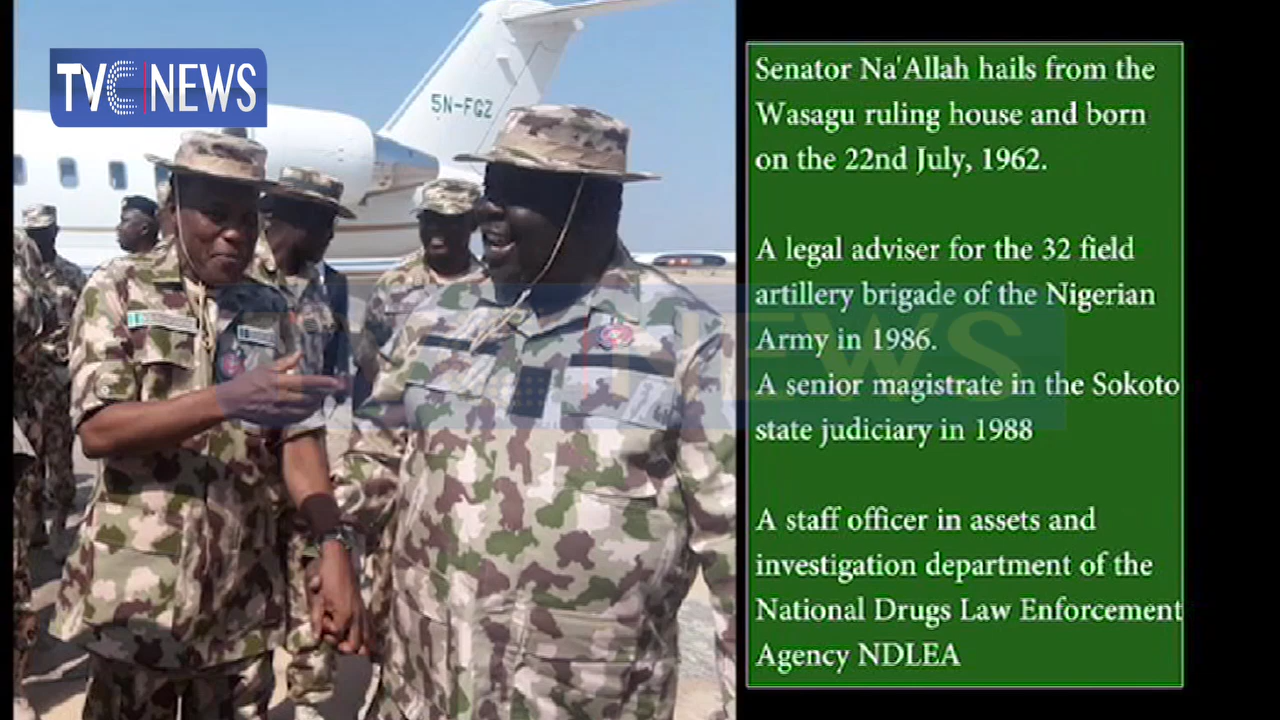 TVC NEWS
5N-FGZ
Senator Na'Allah hails from the
Wasagu ruling house and born
on the 22nd July, 1962.
A legal adviser for the 32 field
artillery brigade of the Nigerian
Army in 1986.
A senior magistrate in the Sokoto
state judiciary in 1988
A staff officer in assets and
investigation department of the
National Drugs Law Enforcement
Agency NDLEA
TVC NEWS